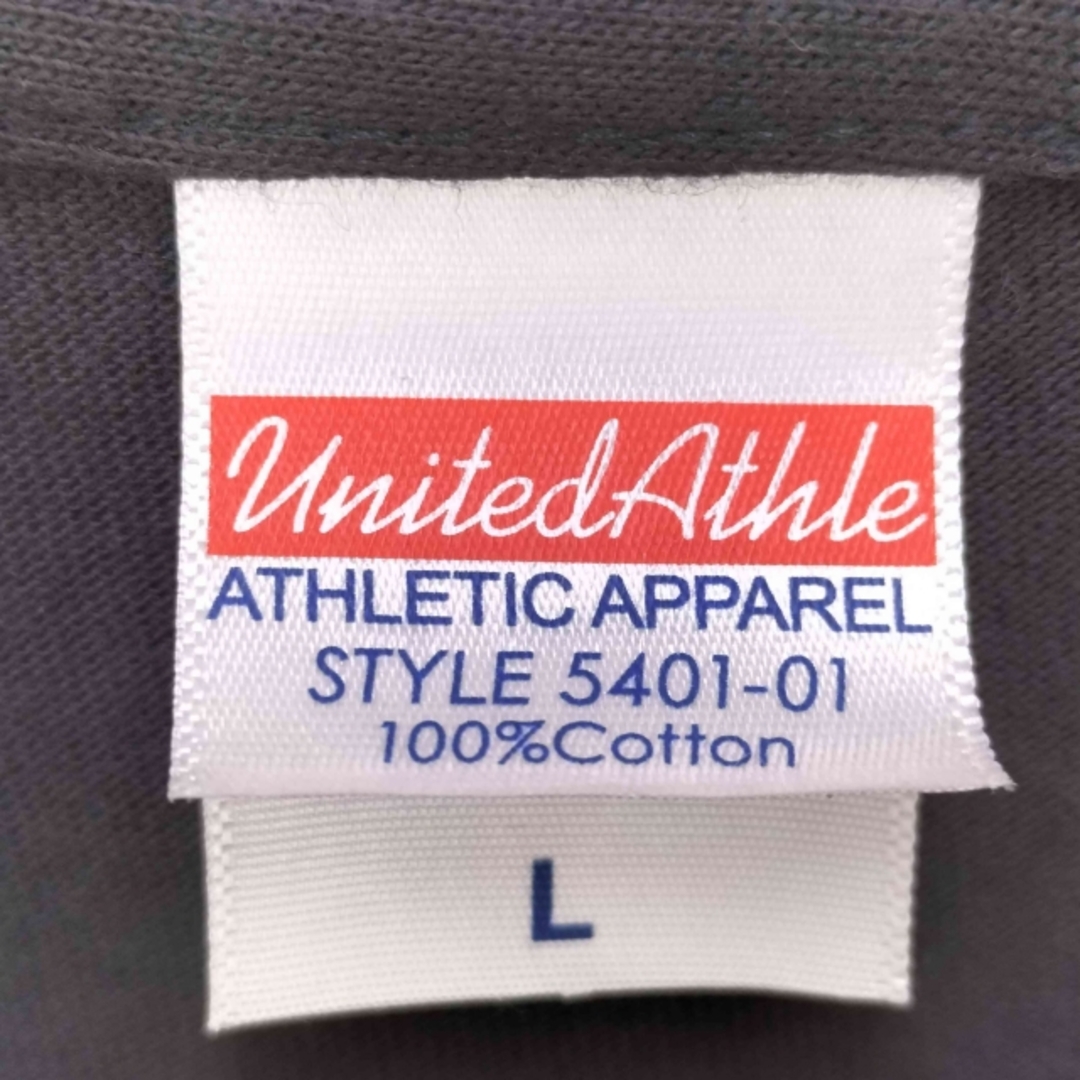 UnitedAthle
ATHLETIC APPAREL
STYLE 5401-01
100%Cotton
L